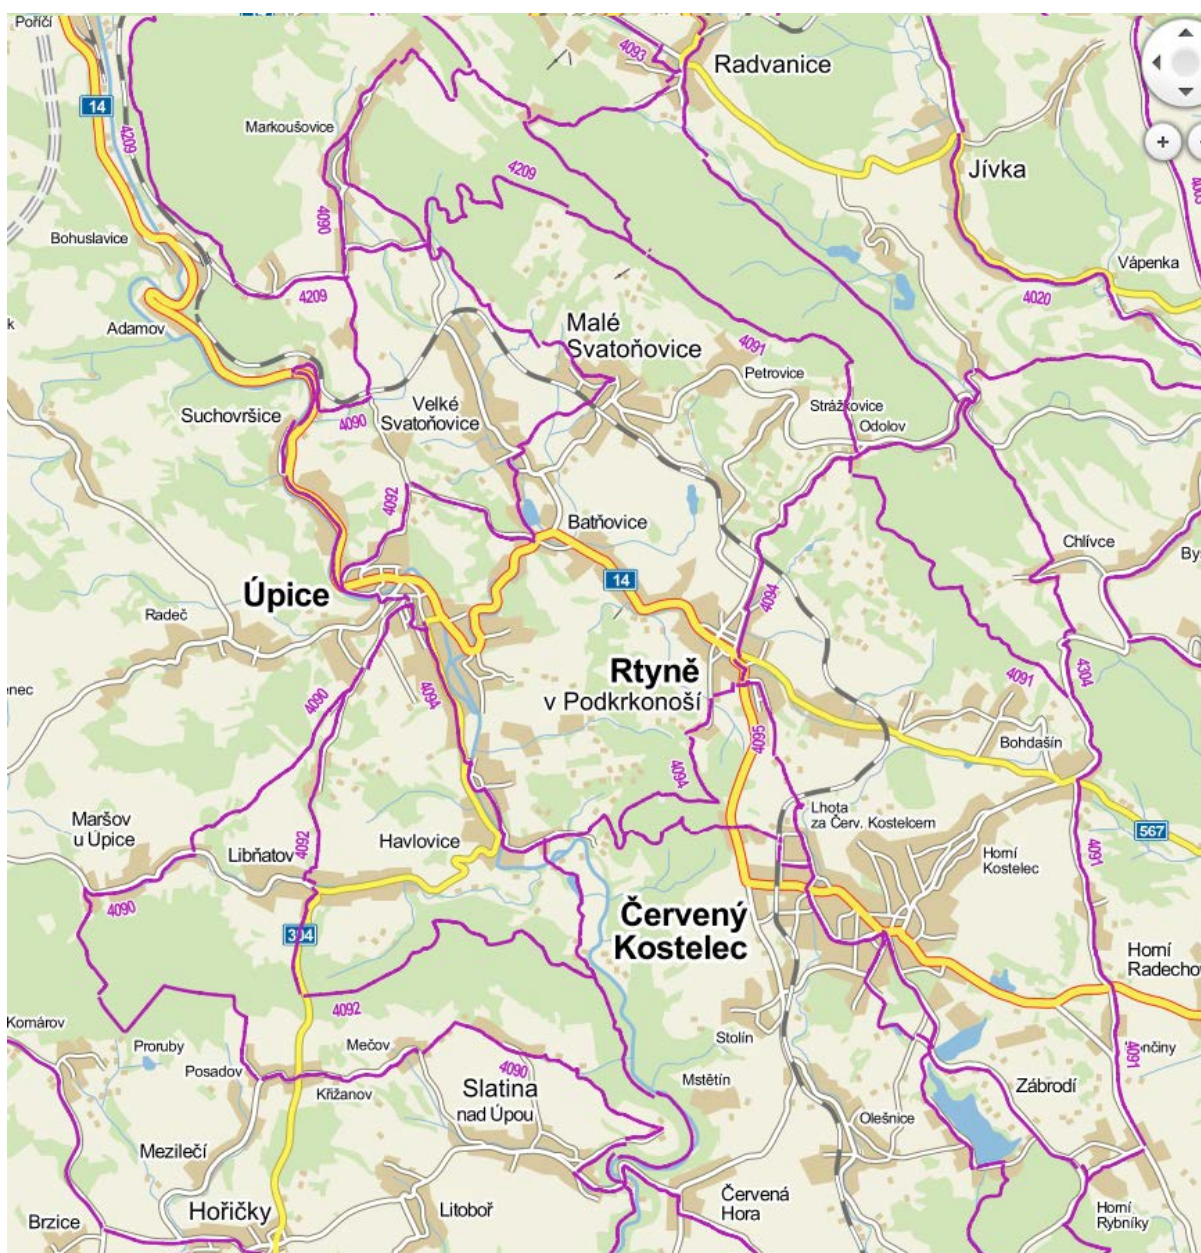 Poříčí
4093
Radvanice
14
4209
Markoušovice
+
4209
Jívka
4090
Bohuslavice
Vápenka
4209
4020
Adamov
Malé
Svatoňovice
4091
Petrovice
Suchovršice
Velké
Svatoňovice
4090
Strážkovice
Odolov
4092
Batňovice
Chlívce
14
Úpice
4094
Radeč
Rtyně
v Podkrkonoší
4091
4304
4090
4094
4095
Bohdašín
4094
Lhota
za Červ. Kostelcem
Maršov
u Úpice
4092
Havlovice
567
Libňatov
Horní
Kostelec
4091
4090
304
Červený
Kostelec
Horní
Radechov
4092
Komárov
Proruby
Mečov
Stolín
4091
Posadov
4090
Křižanov
Slatina
nad Úpou
Mstětín
Zábrodí
Olešnice
Mezilečí
Červená
Hora
Hořičky
Litoboř
Horní
Rybníky
Brzice